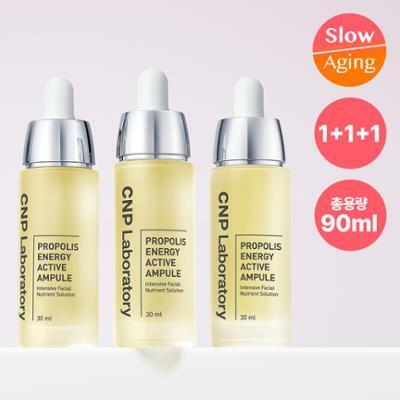 Slow
Aging
1+1+1
총용량
90ml
CNP Laboratory
PROPOLIS
ENERGY
ACTIVE
AMPULE
Intensive Facial
Nutrient Solution
30 ml
CNP Laboratory
PROPOLIS
ENERGY
ACTIVE
AMPULE
Intensive Facial
Nutrient Solution
30 ml
CNP Laboratory
PROPOLIS
ENERGY
ACTIVE
AMPULE
Intensive Facial
Nutrient Solution
30 ml